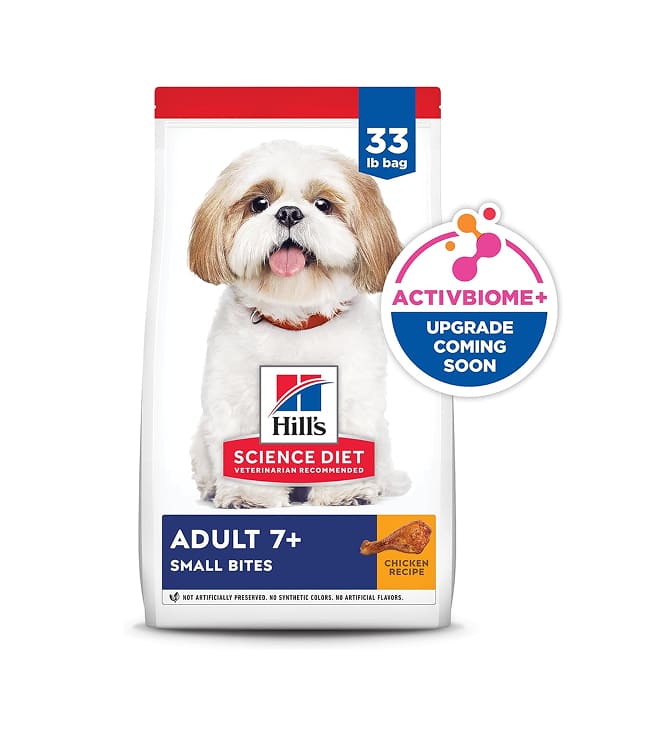 33
lb bag
ACTIVBIOME+
UPGRADE
COMING
SOON
Hill's
SCIENCE DIET
VETERINARIAN RECOMMENDED
ADULT 7+
SMALL BITES
CHICKEN
RECIPE
NOT ARTIFICIALLY PRESERVED. NO SYNTHETIC COLORS. NO ARTIFICIAL FLAVORS.